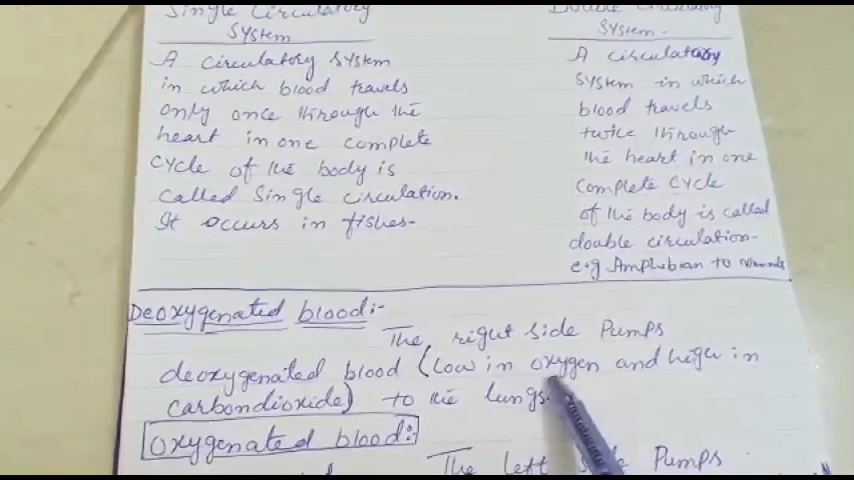 Single Circulatory
System
A circulatory system
in which blood travels
only once through the
heart in one complete
cycle of the body is
called Single circulation.
It occurs in fishes-
Double Circulatory
System-
A circulatory
system in which
blood travels
twice through
the heart in one
Complete Cycle
of the body is called
double circulation-
e.g Amphibian to
Deoxygenated blood:-
The right side Pumps
deoxygenated blood (Low in oxygen and high in
carbondioxide) to the lungs.
Oxygenated blood:-
The left side Pumps